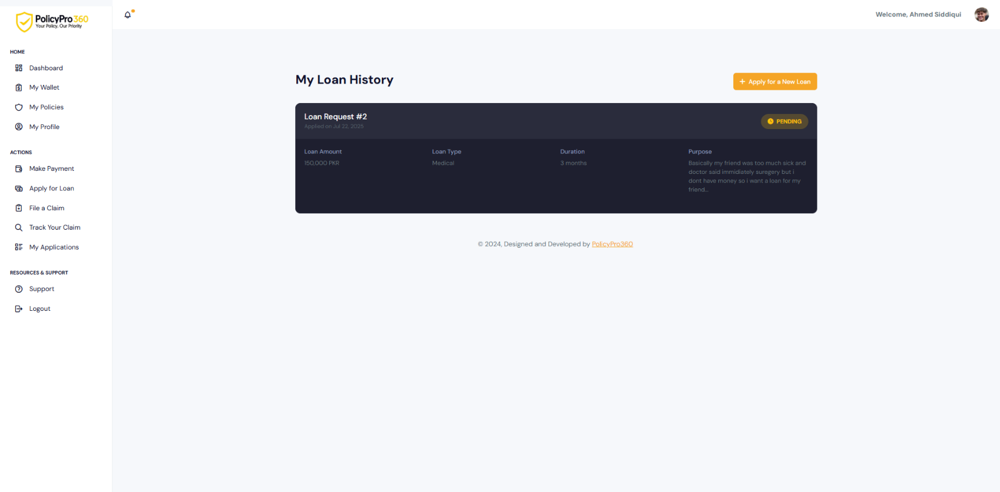 PolicyPro360
Your Policy. Our Priority
Welcome, Ahmed Siddiqui
HOME
Dashboard
My Wallet
My Policies
My Profile
ACTIONS
Make Payment
Apply for Loan
File a Claim
Track Your Claim
My Applications
RESOURCES & SUPPORT
Support
Logout
My Loan History
+ Apply for a New Loan
Loan Request #2
Applied on Jul 22, 2025
PENDING
Loan Amount
150,000 PKR
Loan Type
Medical
Duration
3 months
Purpose
Basically my friend was too much sick and
doctor said immidiately suregery but i
dont have money so i want a loan for my
friend...
© 2024, Designed and Developed by PolicyPro360